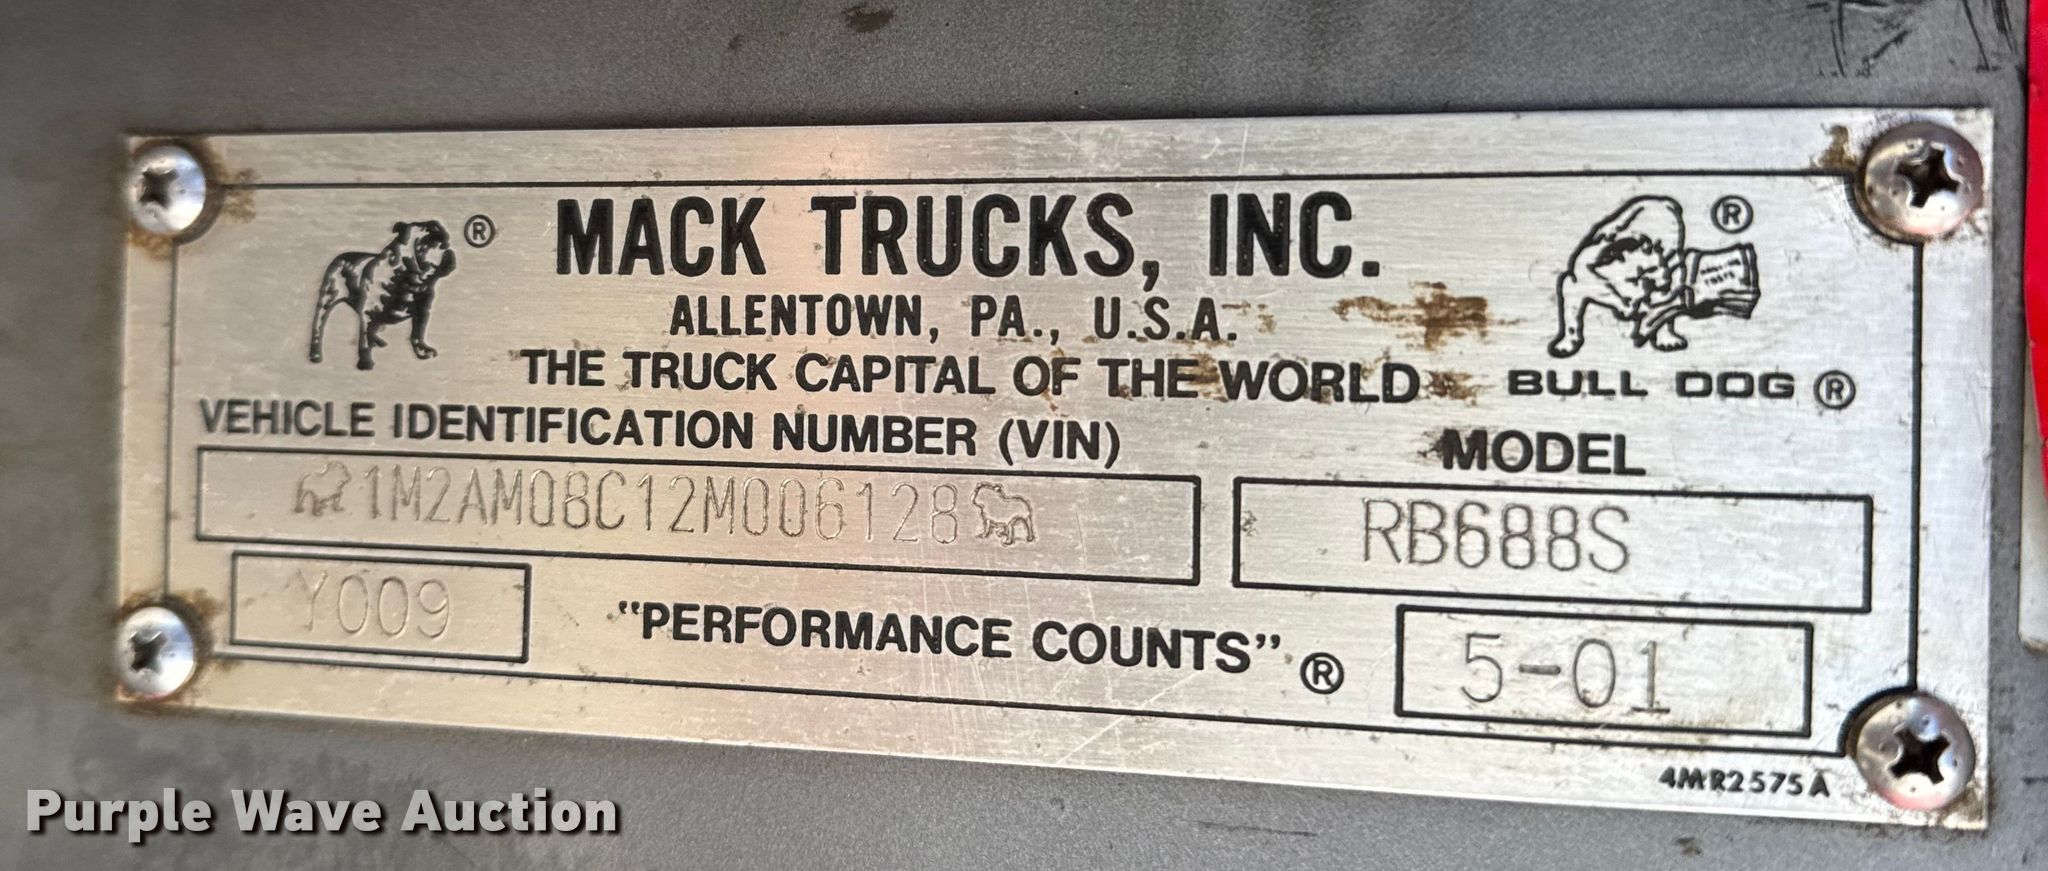 ® MACK TRUCKS, INC. ®
ALLENTOWN, PA., U.S.A.
THE TRUCK CAPITAL OF THE WORLD BULL DOG ®
VEHICLE IDENTIFICATION NUMBER (VIN) MODEL
1M2AM08C12M006128 RB688S
Y009 "PERFORMANCE COUNTS" ® 5-01
4MR2575A
Purple Wave Auction